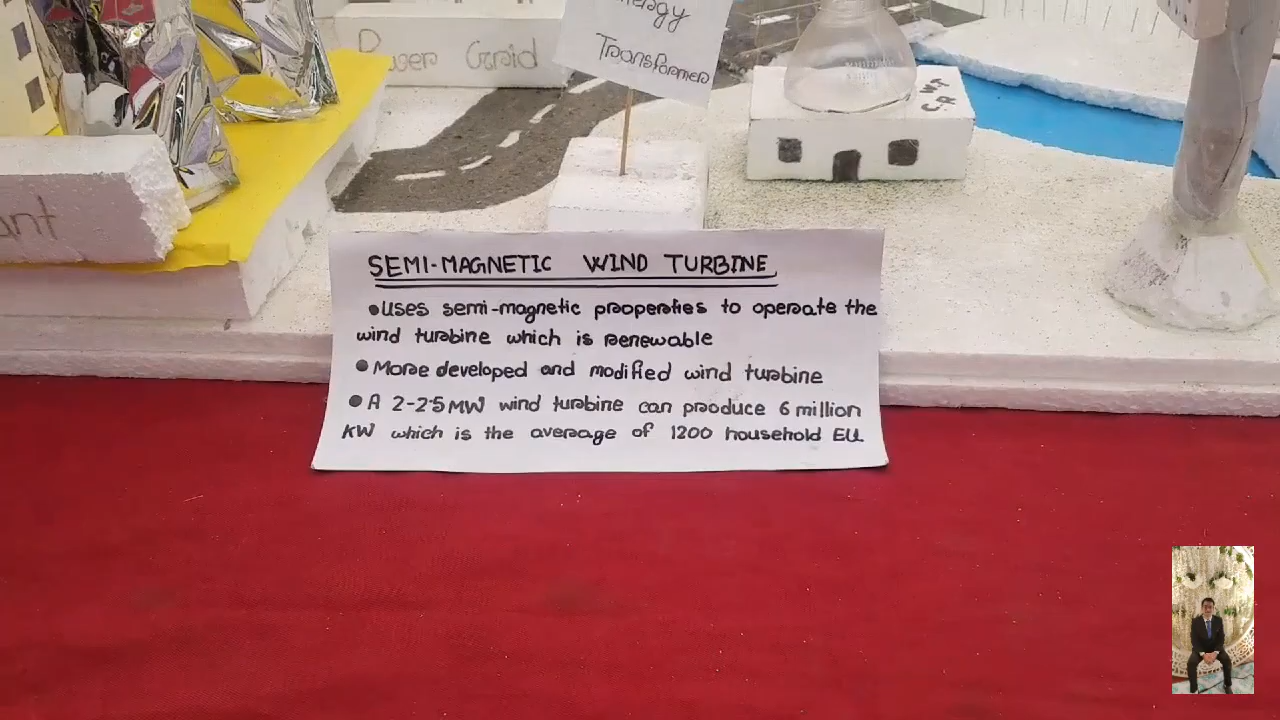 Power Grid
Energy
Transformer
W.T
C.R
ant
SEMI-MAGNETIC WIND TURBINE
•Uses semi-magnetic properties to operate the
wind turbine which is renewable
• More developed and modified wind turbine
• A 2-2.5 MW wind turbine can produce 6 million
KW which is the average of 1200 household EU.